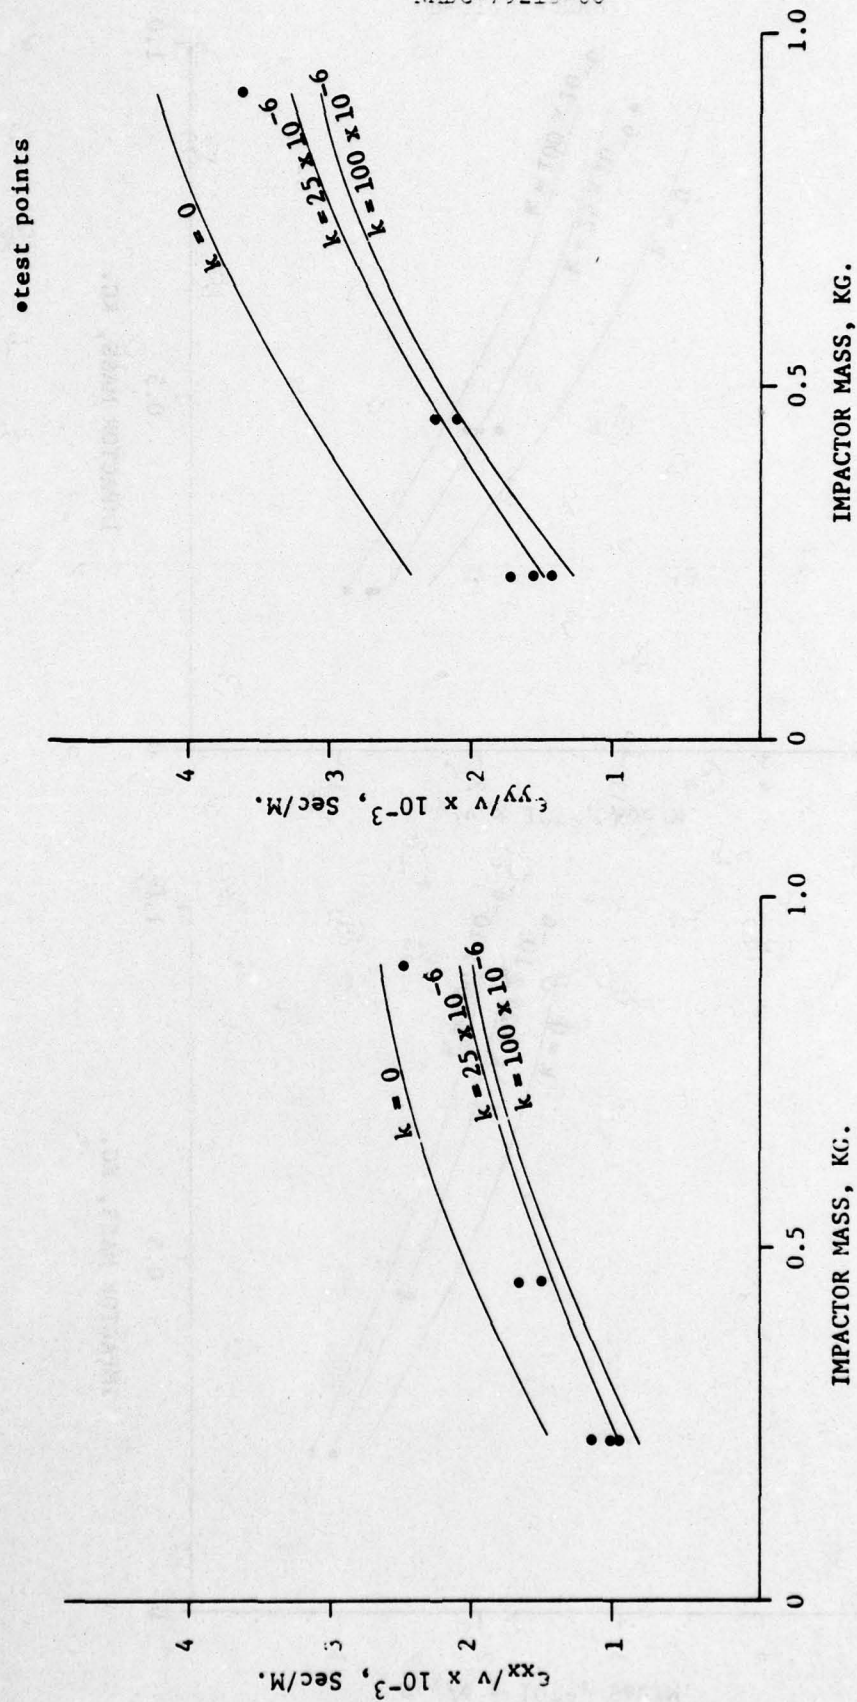 •test points
4
3
2
1
εxx/v x 10⁻³, Sec/M.
k = 0
k = 25 x 10⁻⁶
k = 100 x 10⁻⁶
0
0.5
1.0
IMPACTOR MASS, KG.
4
3
2
1
εyy/v x 10⁻³, Sec/M.
k = 0
k = 25 x 10⁻⁶
k = 100 x 10⁻⁶
0
0.5
1.0
IMPACTOR MASS, KG.